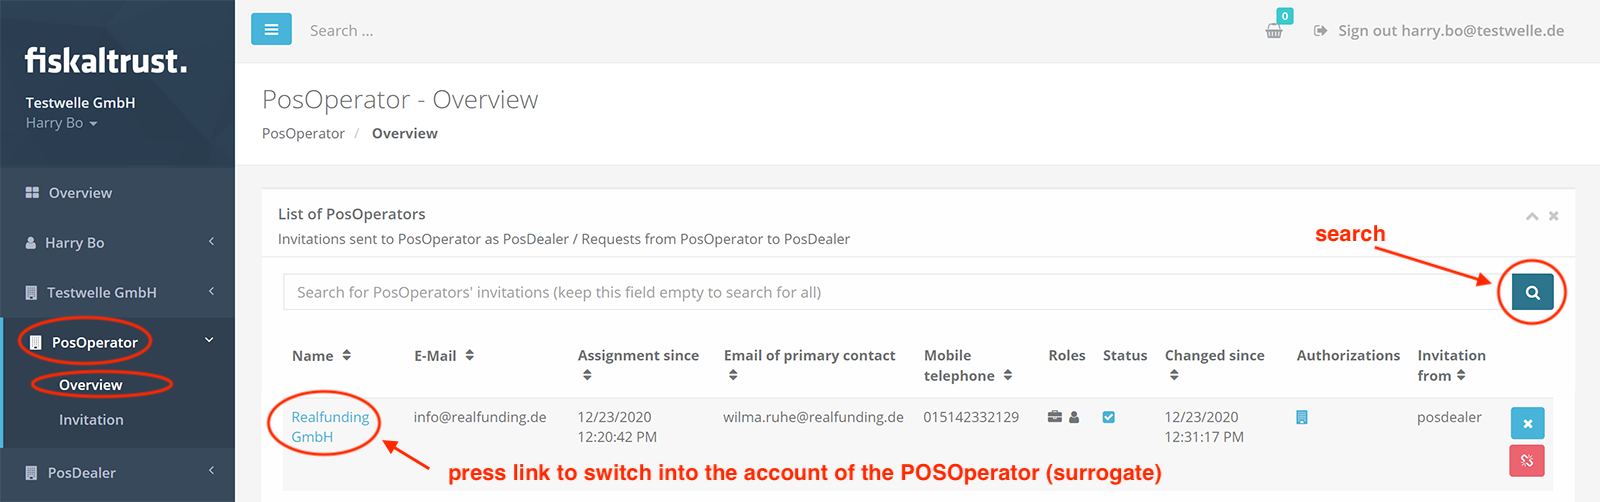 fiskaltrust.
Testwelle GmbH
Harry Bo
Overview
Harry Bo
Testwelle GmbH
PosOperator
Overview
Invitation
PosDealer
Search ...
0
Sign out harry.bo@testwelle.de
PosOperator - Overview
PosOperator / Overview
List of PosOperators
Invitations sent to PosOperator as PosDealer / Requests from PosOperator to PosDealer
search
Search for PosOperators' invitations (keep this field empty to search for all)
Name E-Mail Assignment since Email of primary contact Mobile telephone Roles Status Changed since Authorizations Invitation from
Realfunding GmbH info@realfunding.de 12/23/2020 12:20:42 PM wilma.ruhe@realfunding.de 015142332129 12/23/2020 12:31:17 PM posdealer
press link to switch into the account of the POSOperator (surrogate)